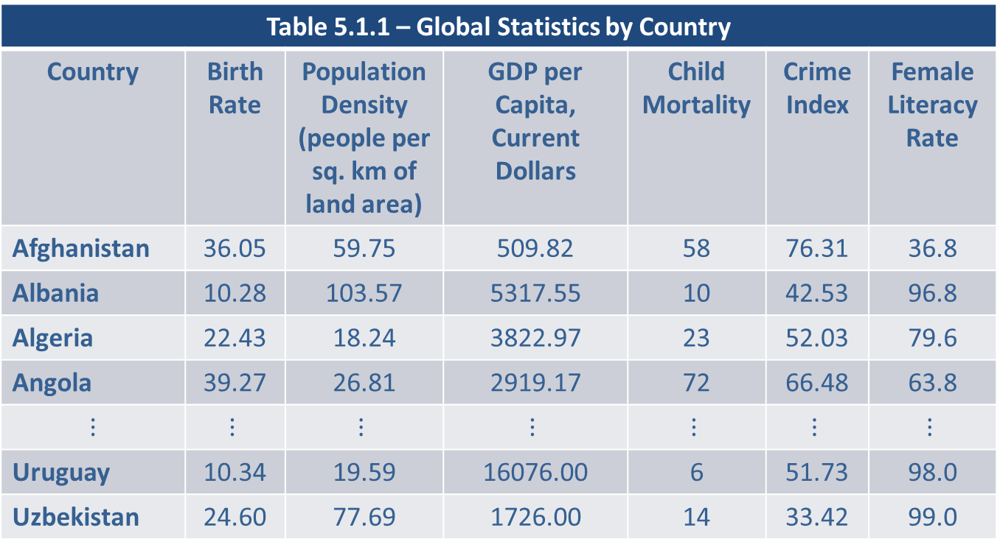 Table 5.1.1 – Global Statistics by Country
Country Birth Rate Population Density (people per sq. km of land area) GDP per Capita, Current Dollars Child Mortality Crime Index Female Literacy Rate
Afghanistan 36.05 59.75 509.82 58 76.31 36.8
Albania 10.28 103.57 5317.55 10 42.53 96.8
Algeria 22.43 18.24 3822.97 23 52.03 79.6
Angola 39.27 26.81 2919.17 72 66.48 63.8
⋮ ⋮ ⋮ ⋮ ⋮ ⋮ ⋮
Uruguay 10.34 19.59 16076.00 6 51.73 98.0
Uzbekistan 24.60 77.69 1726.00 14 33.42 99.0